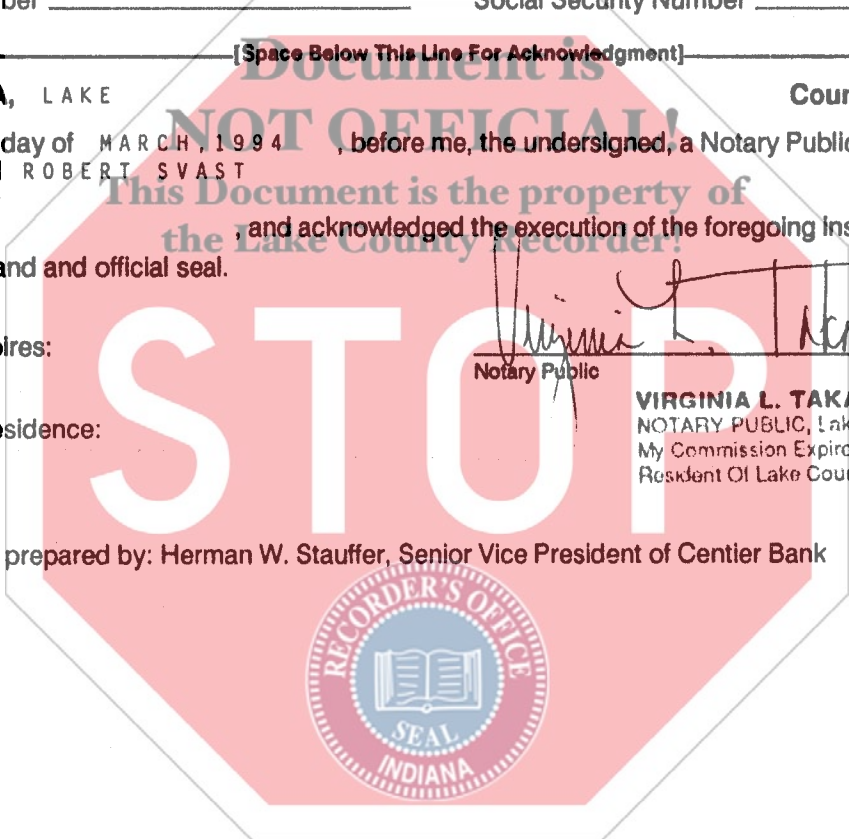 Social Security Number
[Space Below This Line For Acknowledgment]
Document is
A, LAKE
NOT OFFICIAL!
day of MARCH, 1994 , before me, the undersigned, a Notary Public
ROBERT SVAST
This Document is the property of
, and acknowledged the execution of the foregoing ins
the Lake County Recorder!
and and official seal.
STOP
ires:
Virginia L. Tak
Notary Public
VIRGINIA L. TAKA
sidence:
NOTARY PUBLIC, Lak
My Commission Expire
Resident Of Lake Cou
prepared by: Herman W. Stauffer, Senior Vice President of Centier Bank
RECORDER'S OFFICE
SEAL
INDIANA